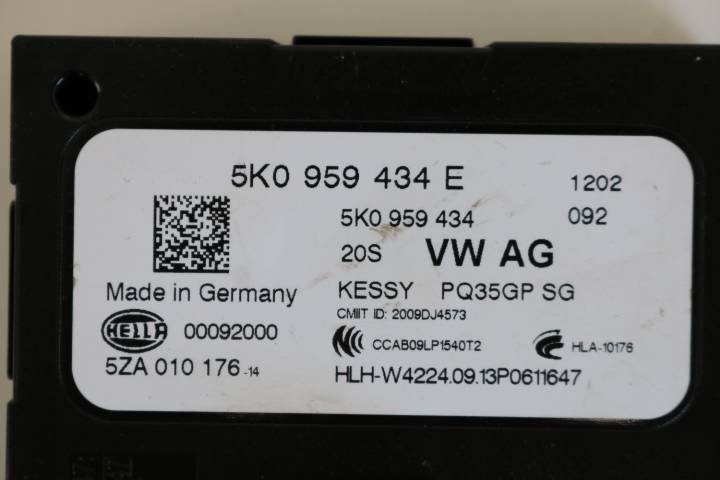 5K0 959 434 E 1202
5K0 959 434 092
20S VW AG
Made in Germany KESSY PQ35GP SG
CMIIT ID: 2009DJ4573
HELLA 00092000 CCAB09LP1540T2 HLA-10176
5ZA 010 176 -14 HLH-W4224.09.13P0611647